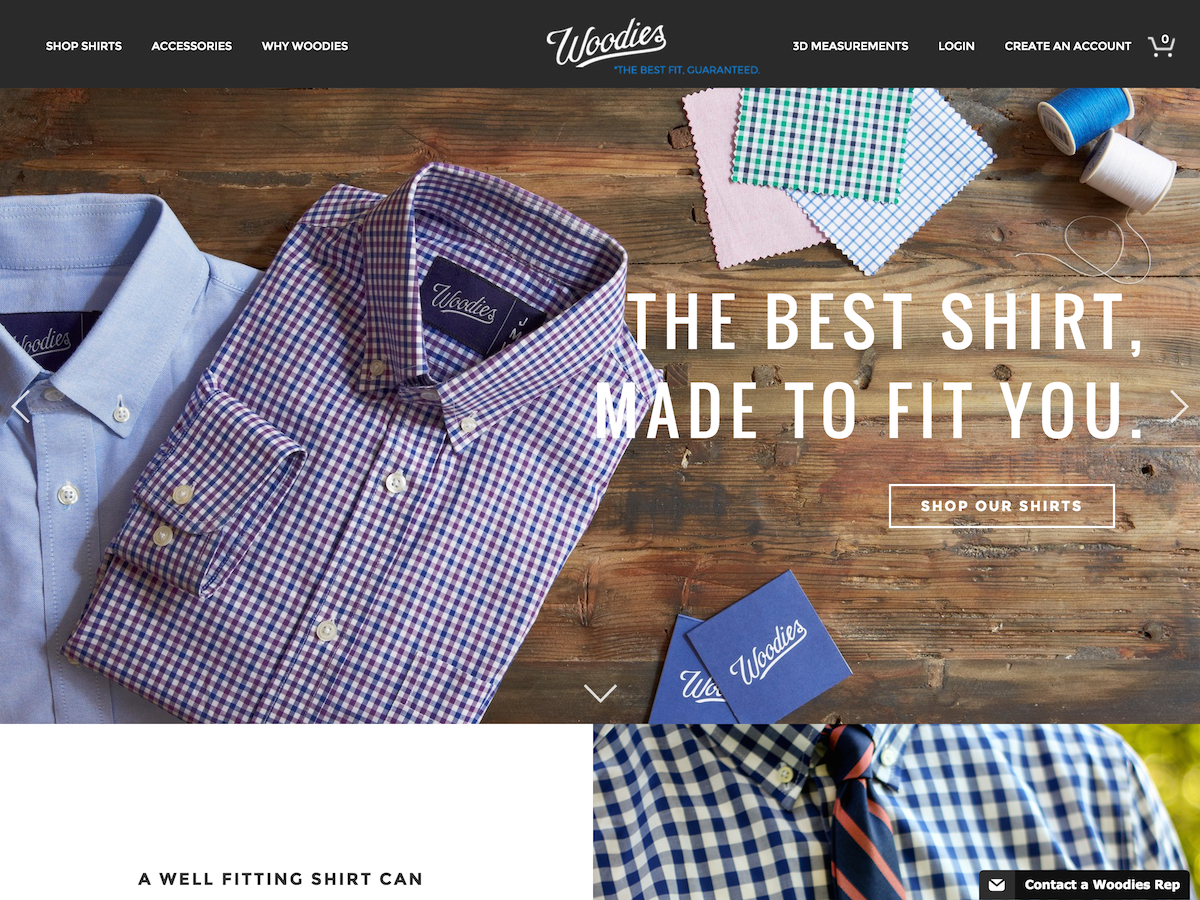 SHOP SHIRTS
ACCESSORIES
WHY WOODIES
Woodies
*THE BEST FIT, GUARANTEED.
3D MEASUREMENTS
LOGIN
CREATE AN ACCOUNT
0
Woodies
Woodies
THE BEST SHIRT,
MADE TO FIT YOU.
SHOP OUR SHIRTS
Woodies
A WELL FITTING SHIRT CAN
Contact a Woodies Rep